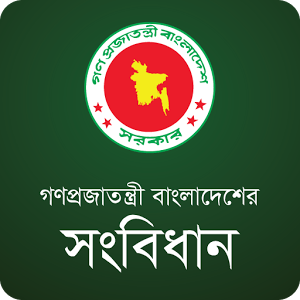 গণপ্রজাতন্ত্রী বাংলাদেশ
সরকার
গণপ্রজাতন্ত্রী বাংলাদেশের
সংবিধান